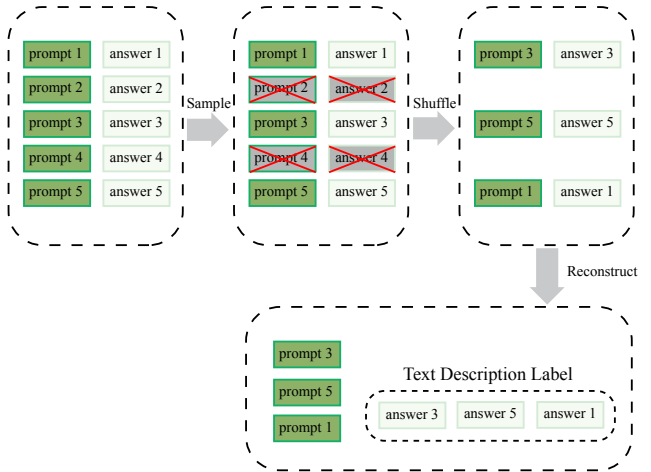 prompt 1 answer 1
prompt 2 answer 2
prompt 3 answer 3
prompt 4 answer 4
prompt 5 answer 5
Sample
prompt 1 answer 1
prompt 2 answer 2
prompt 3 answer 3
prompt 4 answer 4
prompt 5 answer 5
Shuffle
prompt 3 answer 3
prompt 5 answer 5
prompt 1 answer 1
Reconstruct
prompt 3
prompt 5
prompt 1
Text Description Label
answer 3 answer 5 answer 1